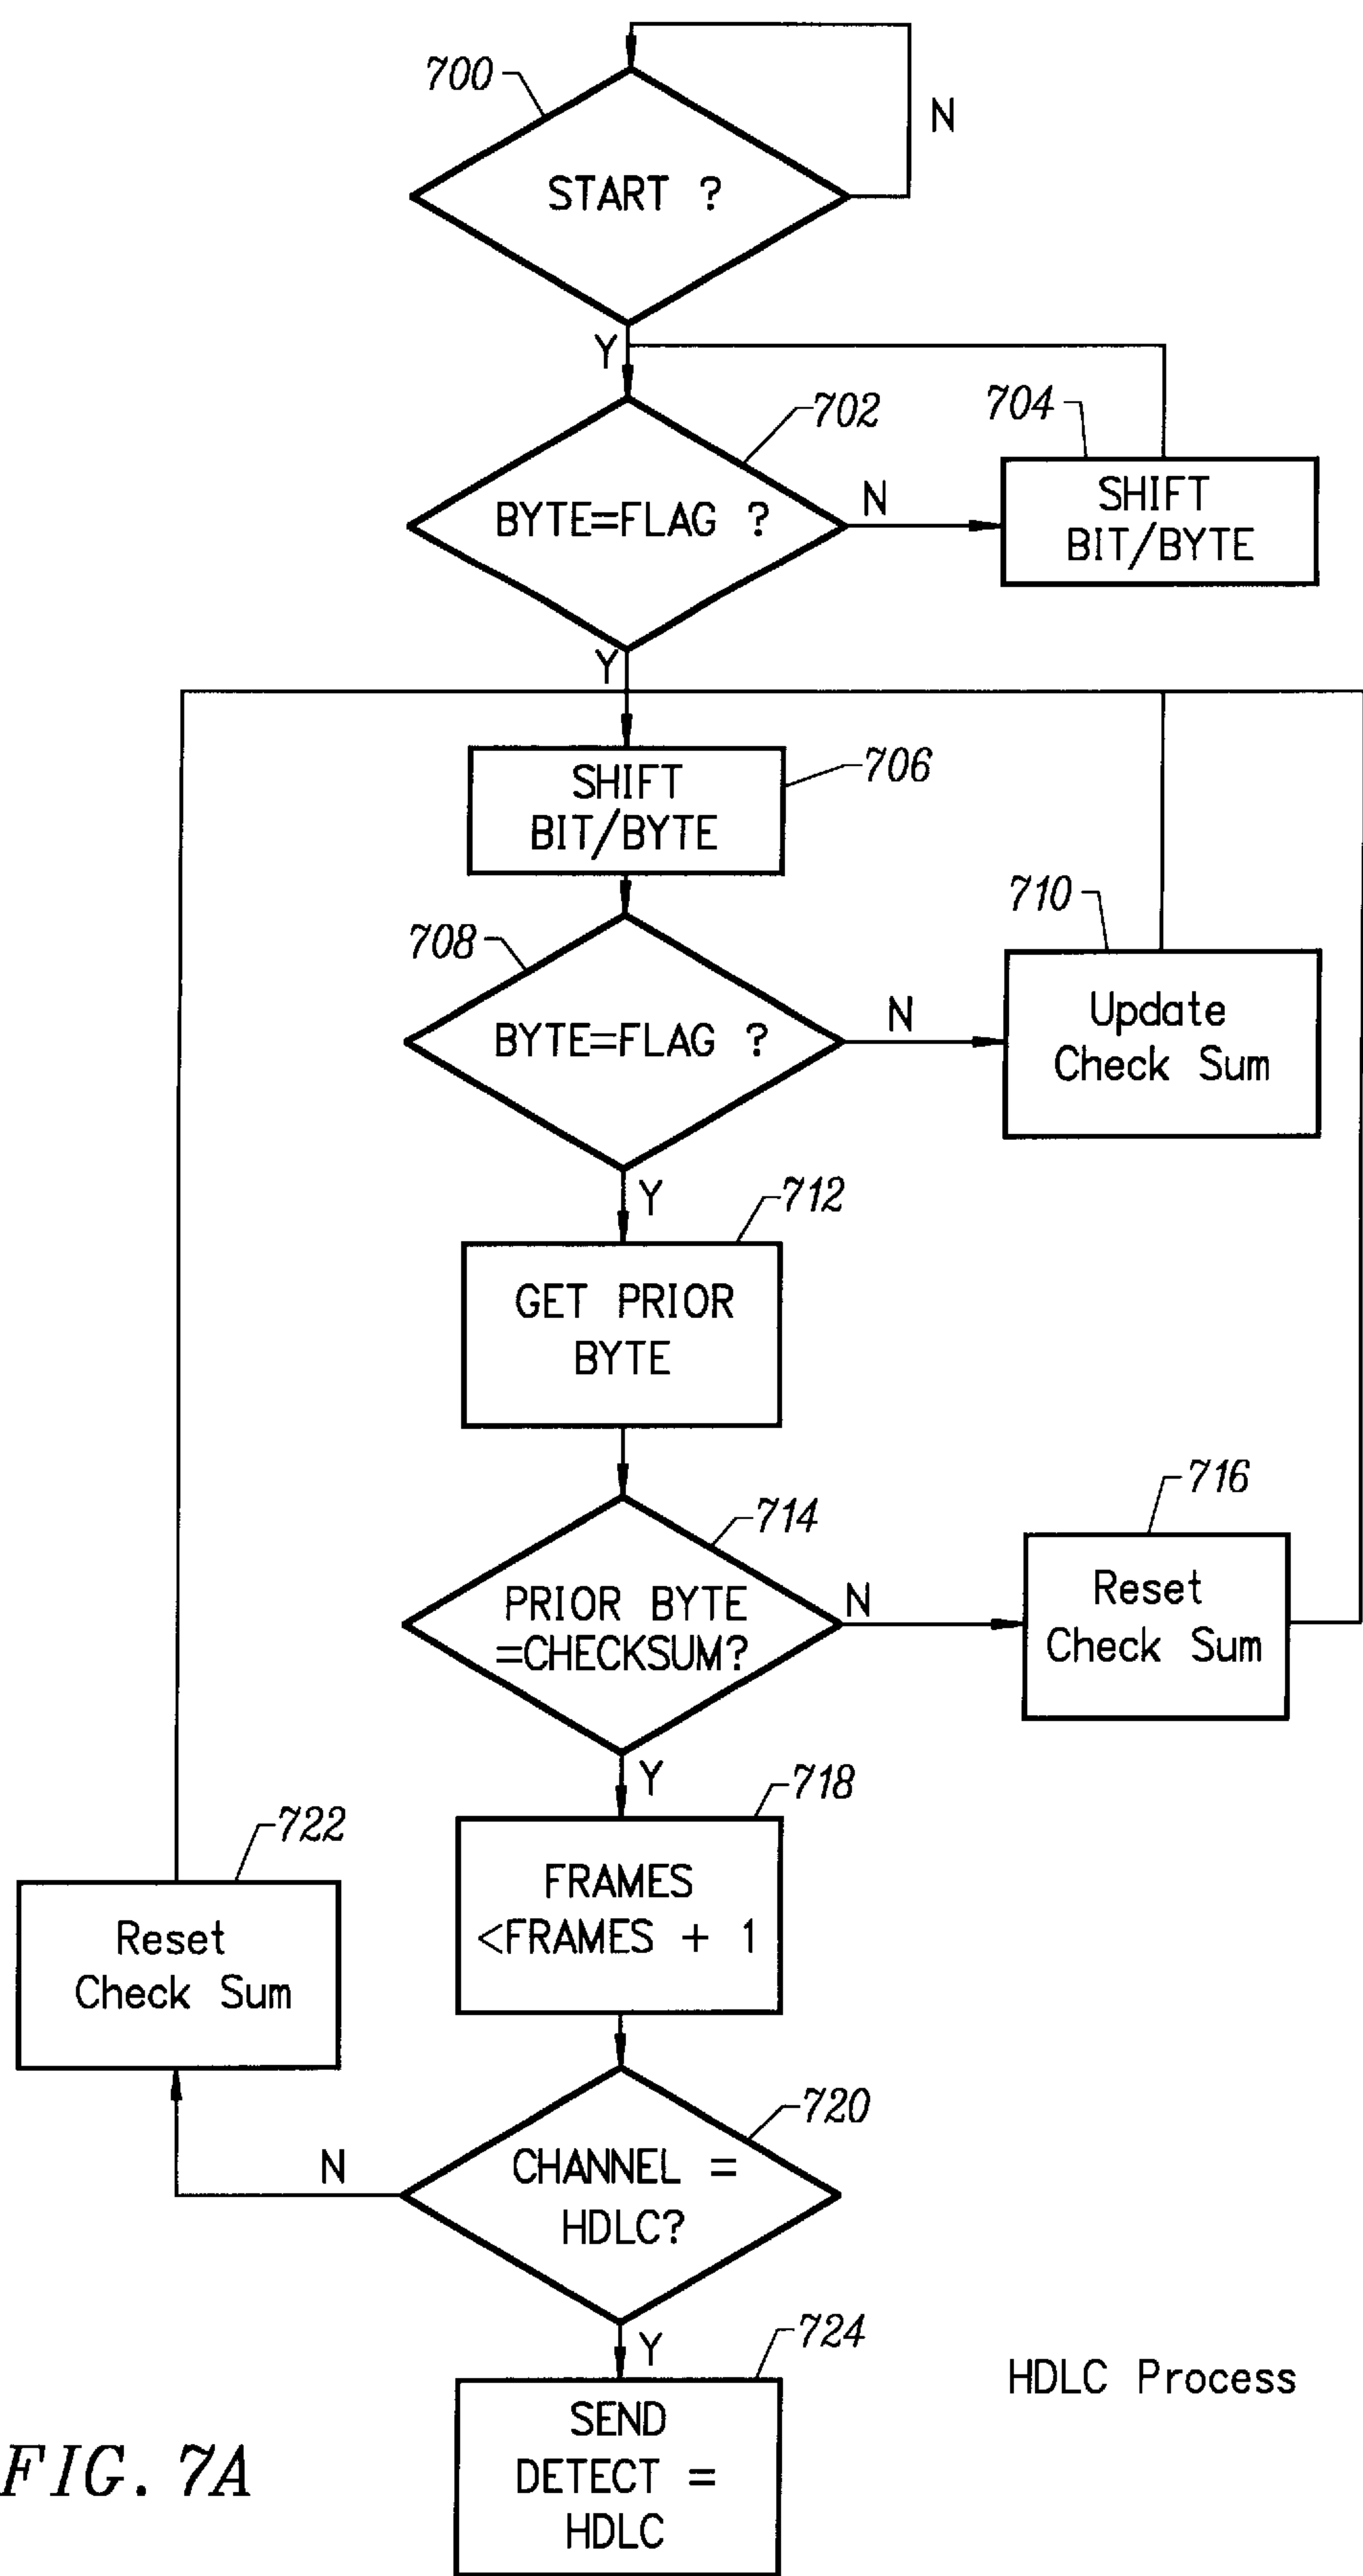 700
N
START ?
Y
702
704
BYTE=FLAG ?
N
SHIFT
BIT/BYTE
Y
706
SHIFT
BIT/BYTE
708
710
BYTE=FLAG ?
N
Update
Check Sum
Y
712
GET PRIOR
BYTE
714
716
PRIOR BYTE
=CHECKSUM?
N
Reset
Check Sum
Y
718
722
FRAMES
<FRAMES + 1
Reset
Check Sum
720
N
CHANNEL =
HDLC?
Y
724
SEND
DETECT =
HDLC
HDLC Process
FIG. 7A